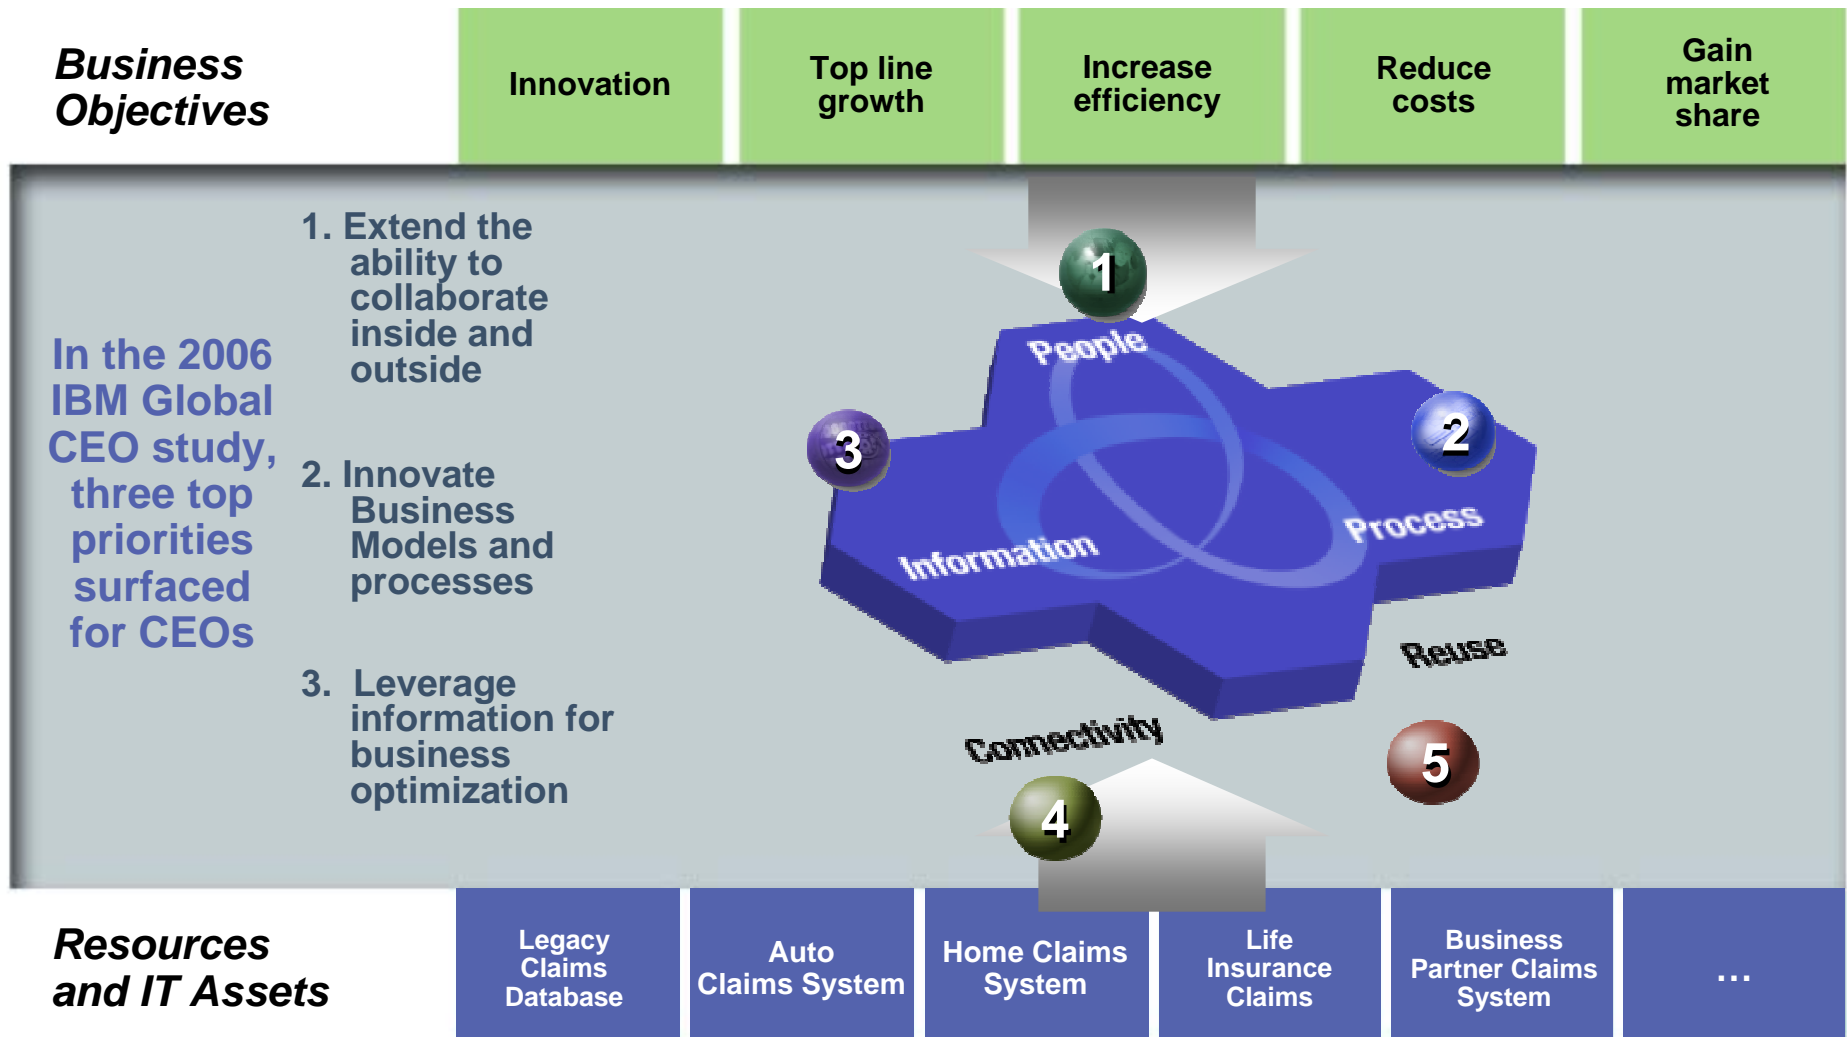 Business
Objectives
Innovation
Top line
growth
Increase
efficiency
Reduce
costs
Gain
market
share
In the 2006
IBM Global
CEO study,
three top
priorities
surfaced
for CEOs
1. Extend the
ability to
collaborate
inside and
outside
2. Innovate
Business
Models and
processes
3. Leverage
information for
business
optimization
1
People
3
2
Process
Information
Reuse
Connectivity
5
4
Resources
and IT Assets
Legacy
Claims
Database
Auto
Claims System
Home Claims
System
Life
Insurance
Claims
Business
Partner Claims
System
...